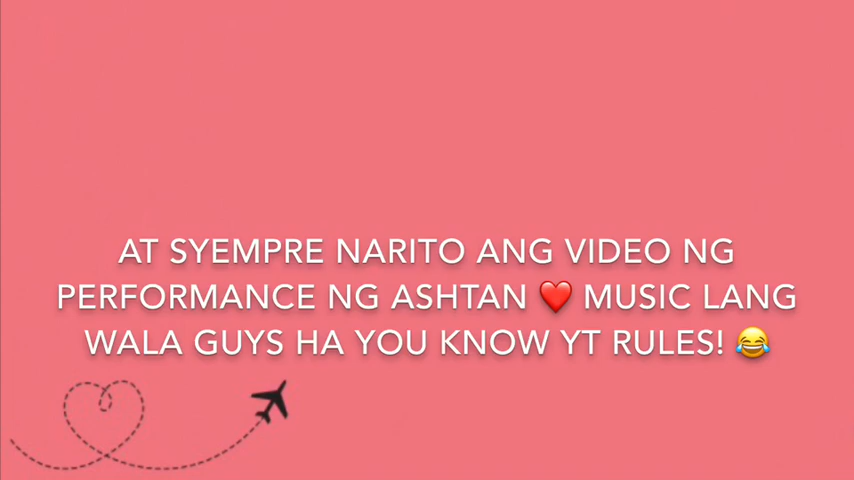 AT SYEMPRE NARITO ANG VIDEO NG
PERFORMANCE NG ASHTAN ❤️ MUSIC LANG
WALA GUYS HA YOU KNOW YT RULES! 😂